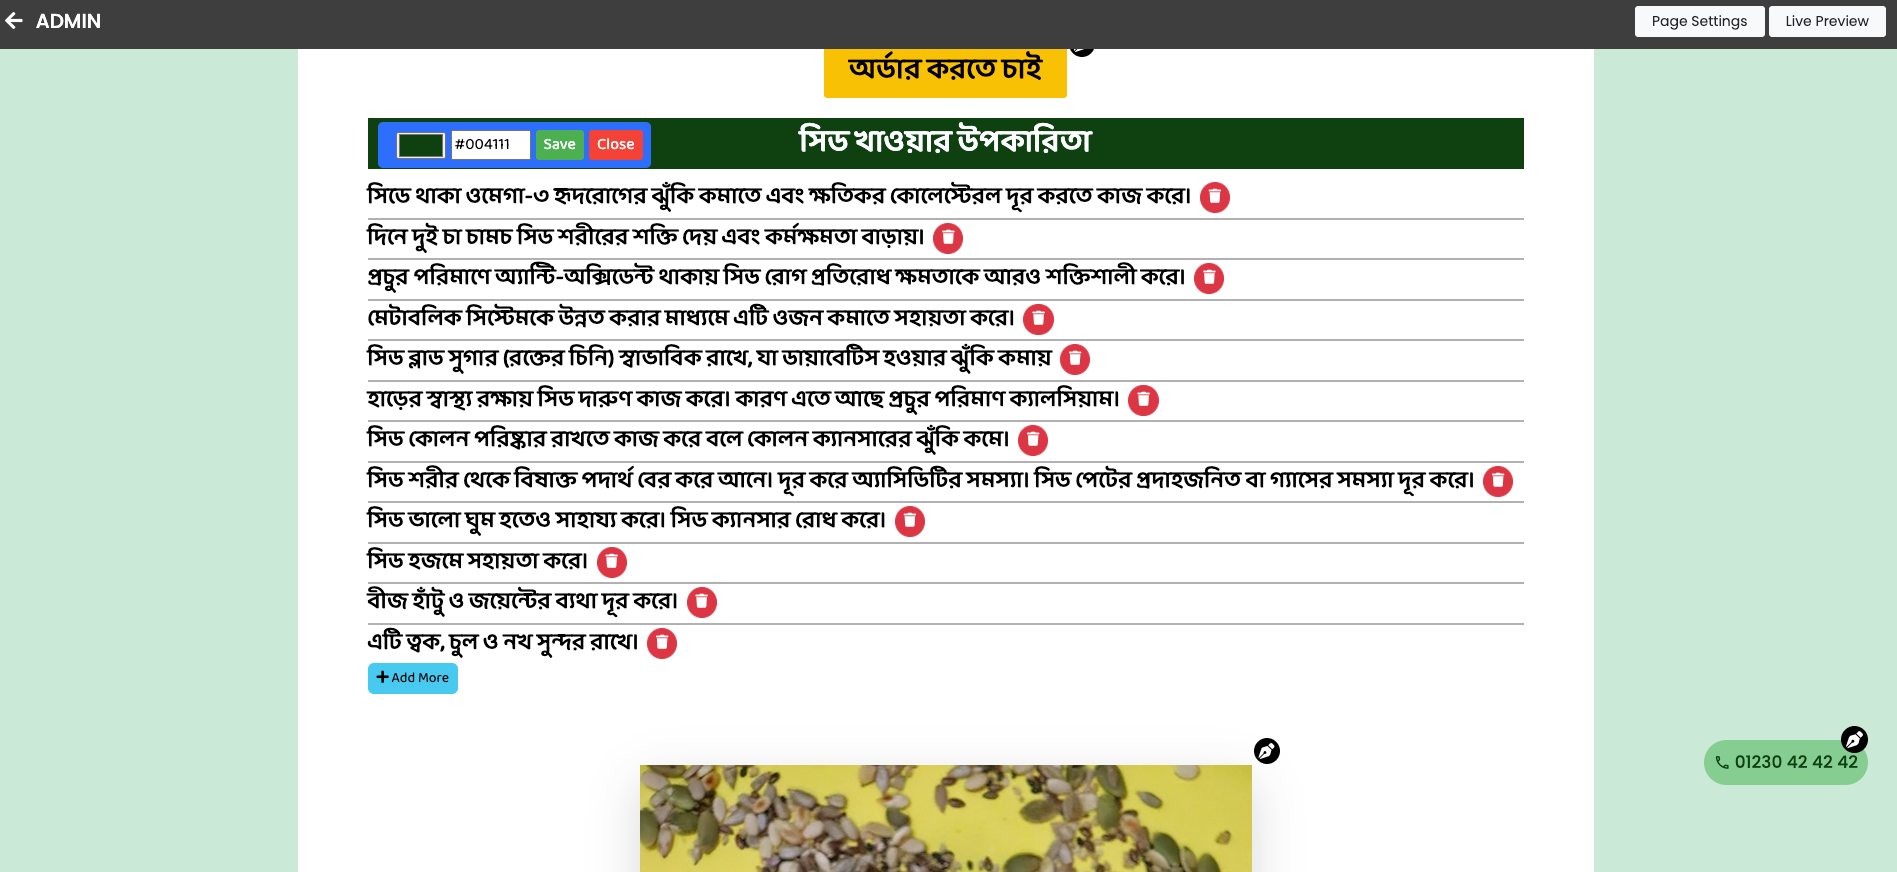 ADMIN
Page Settings
Live Preview
অর্ডার করতে চাই
#004111
Save
Close
সিড খাওয়ার উপকারিতা
সিডে থাকা ওমেগা-৩ হৃদরোগের ঝুঁকি কমাতে এবং ক্ষতিকর কোলেস্টেরল দূর করতে কাজ করে।
দিনে দুই চা চামচ সিড শরীরের শক্তি দেয় এবং কর্মক্ষমতা বাড়ায়।
প্রচুর পরিমাণে অ্যান্টি-অক্সিডেন্ট থাকায় সিড রোগ প্রতিরোধ ক্ষমতাকে আরও শক্তিশালী করে।
মেটাবলিক সিস্টেমকে উন্নত করার মাধ্যমে এটি ওজন কমাতে সহায়তা করে।
সিড ব্লাড সুগার (রক্তের চিনি) স্বাভাবিক রাখে, যা ডায়াবেটিস হওয়ার ঝুঁকি কমায়
হাড়ের স্বাস্থ্য রক্ষায় সিড দারুণ কাজ করে। কারণ এতে আছে প্রচুর পরিমাণ ক্যালসিয়াম।
সিড কোলন পরিষ্কার রাখতে কাজ করে বলে কোলন ক্যানসারের ঝুঁকি কমে।
সিড শরীর থেকে বিষাক্ত পদার্থ বের করে আনে। দূর করে অ্যাসিডিটির সমস্যা। সিড পেটের প্রদাহজনিত বা গ্যাসের সমস্যা দূর করে।
সিড ভালো ঘুম হতেও সাহায্য করে। সিড ক্যানসার রোধ করে।
সিড হজমে সহায়তা করে।
বীজ হাঁটু ও জয়েন্টের ব্যথা দূর করে।
এটি ত্বক, চুল ও নখ সুন্দর রাখে।
Add More
01230 42 42 42